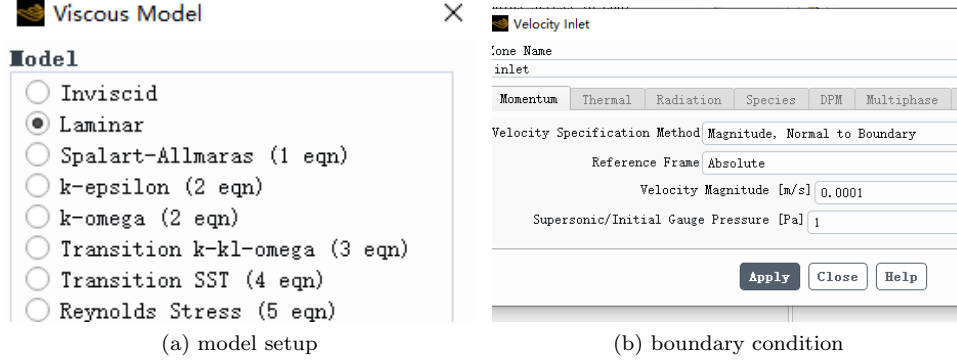 Viscous Model
Model
Inviscid
Laminar
Spalart-Allmaras (1 eqn)
k-epsilon (2 eqn)
k-omega (2 eqn)
Transition k-kl-omega (3 eqn)
Transition SST (4 eqn)
Reynolds Stress (5 eqn)
(a) model setup
Velocity Inlet
Zone Name
inlet
Momentum Thermal Radiation Species DPM Multiphase
Velocity Specification Method Magnitude, Normal to Boundary
Reference Frame Absolute
Velocity Magnitude [m/s] 0.0001
Supersonic/Initial Gauge Pressure [Pa] 1
Apply Close Help
(b) boundary condition